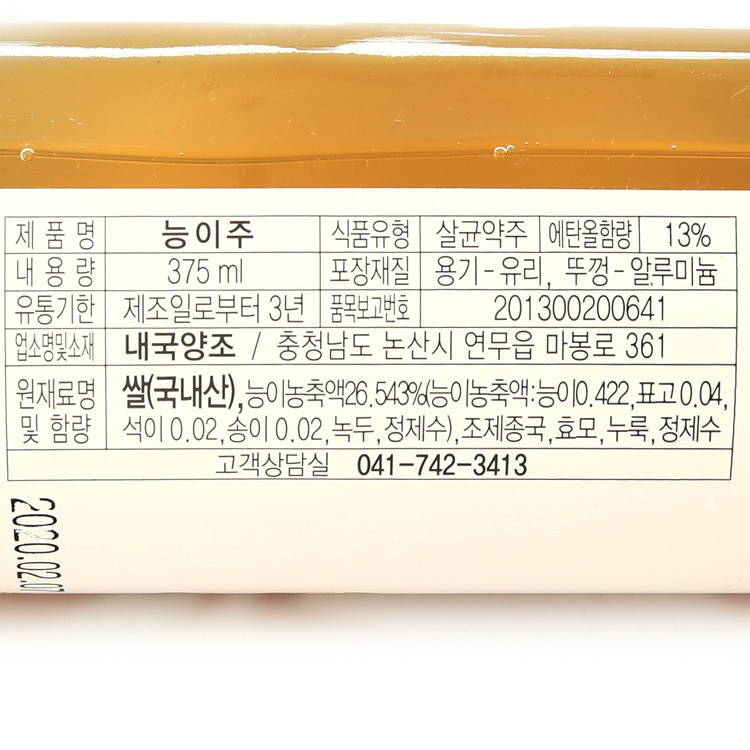 제 품 명 능이주 식품유형 살균약주 에탄올함량 13%
내 용 량 375 ml 포장재질 용기-유리, 뚜껑-알루미늄
유통기한 제조일로부터 3년 품목보고번호 201300200641
업소명및소재 내국양조 / 충청남도 논산시 연무읍 마봉로 361
원재료명 쌀(국내산),능이농축액26.543%(능이농축액:능이0.422,표고0.04,
및 함량 석이0.02,송이0.02,녹두,정제수),조제종국,효모,누룩,정제수
고객상담실 041-742-3413
2020.02.07